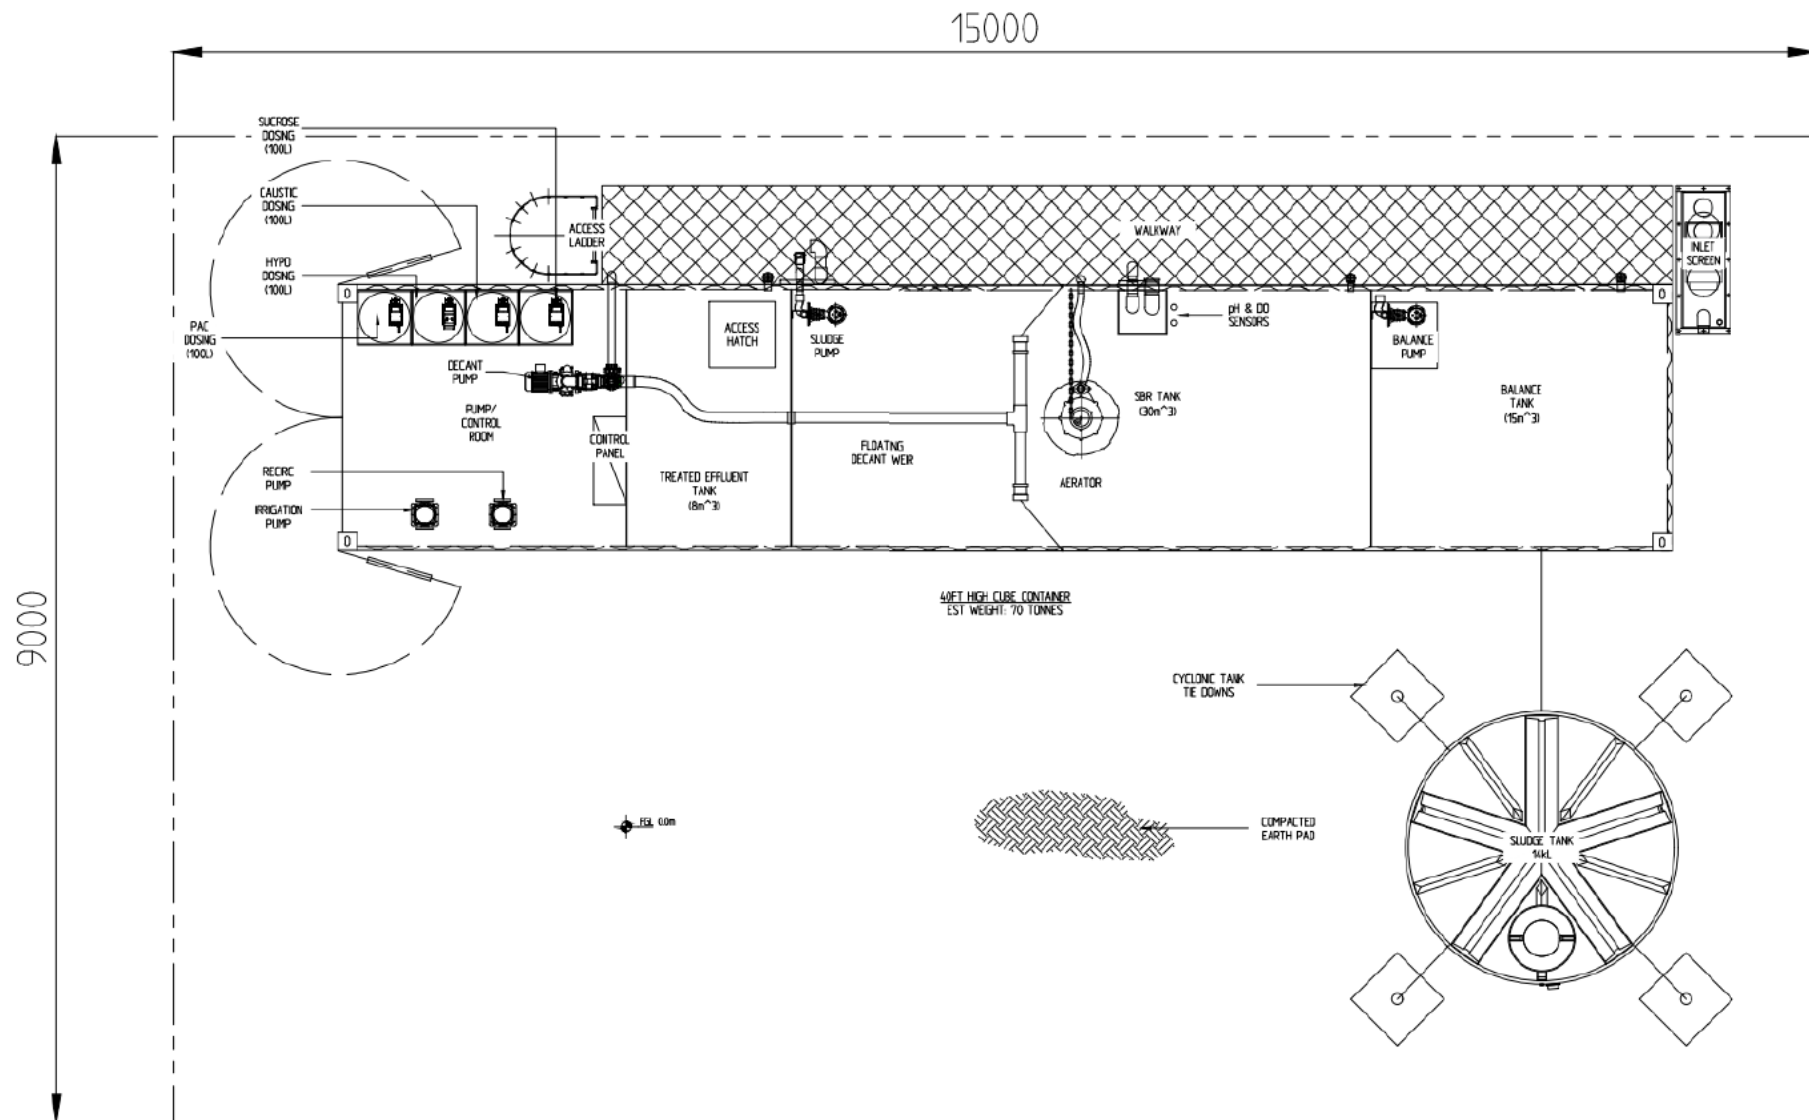 15000
9000
SUCROSE
DOSING
(100L)
CAUSTIC
DOSING
(100L)
HYPO
DOSING
(100L)
PAC
DOSING
(100L)
ACCESS
LADDER
WALKWAY
INLET
SCREEN
ACCESS
HATCH
SLUDGE
PUMP
pH & DO
SENSORS
BALANCE
PUMP
DECANT
PUMP
PUMP/
CONTROL
ROOM
CONTROL
PANEL
SBR TANK
(30m^3)
BALANCE
TANK
(15m^3)
FLOATING
DECANT WEIR
AERATOR
TREATED EFFLUENT
TANK
(8m^3)
RECIRC
PUMP
IRRIGATION
PUMP
0
0
0
0
40FT HIGH CUBE CONTAINER
EST WEIGHT: 70 TONNES
CYCLONIC TANK
TIE DOWNS
FGL 0.0m
COMPACTED
EARTH PAD
SLUDGE TANK
14kL